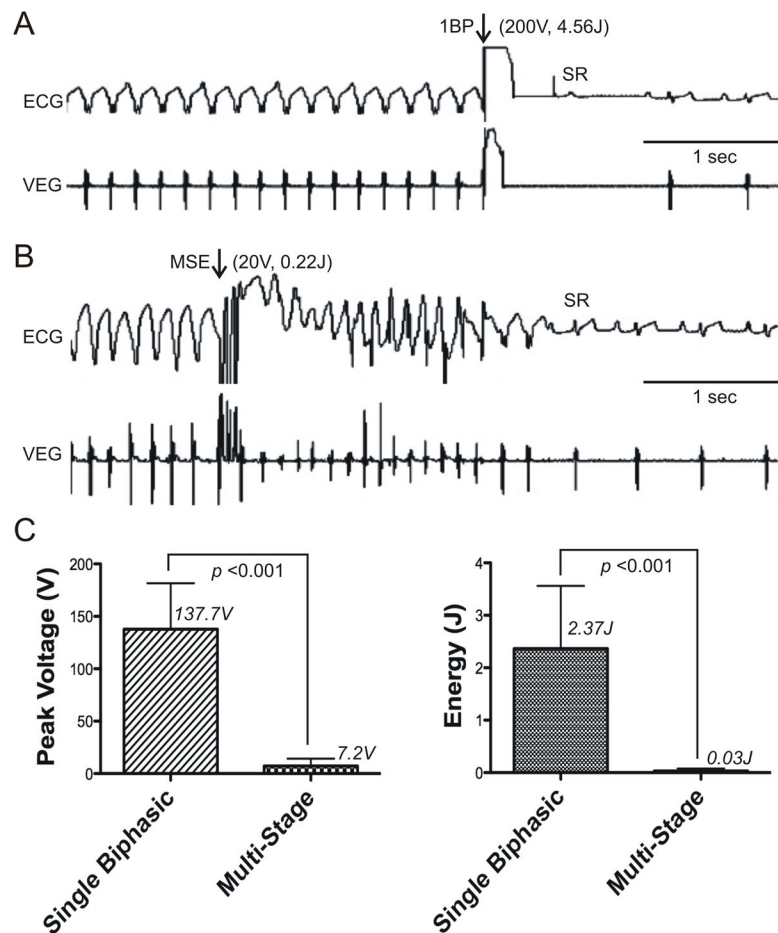 A
1BP (200V, 4.56J)
ECG
SR
1 sec
VEG
B
MSE (20V, 0.22J)
ECG
SR
1 sec
VEG
C
Peak Voltage (V)
200
150
100
50
0
p <0.001
137.7V
7.2V
Single Biphasic
Multi-Stage
Energy (J)
4
3
2
1
0
p <0.001
2.37J
0.03J
Single Biphasic
Multi-Stage